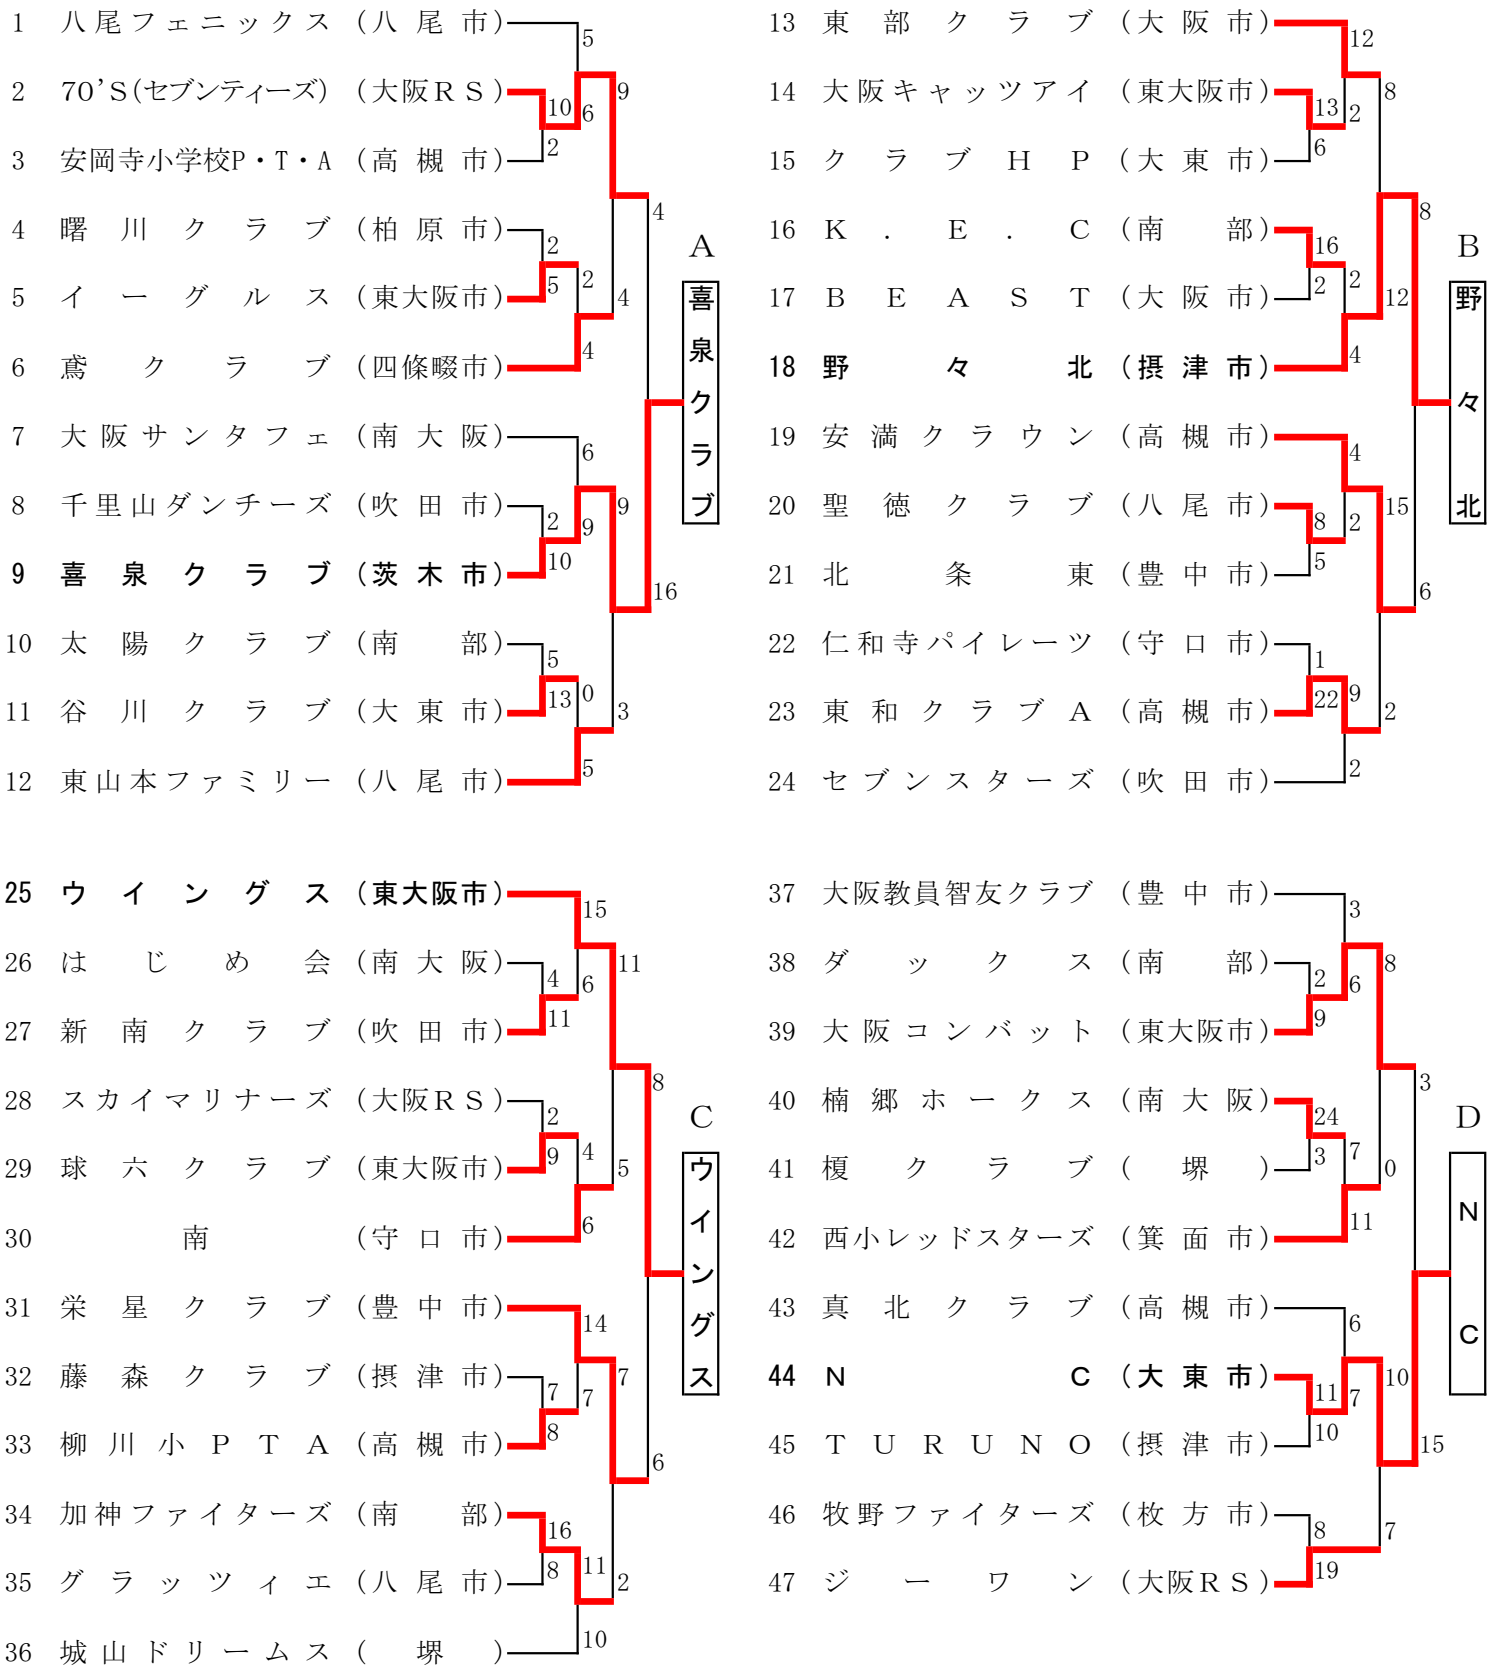 1 八尾フェニックス (八尾市) 5
2 70'S(セブンティーズ) (大阪RS) 10 6 9
3 安岡寺小学校P・T・A (高槻市) 2
4 曙川クラブ (柏原市) 2 4
5 イーグルス (東大阪市) 5 2 4
6 鳶クラブ (四條畷市) 4
7 大阪サンタフェ (南大阪) 6
8 千里山ダンチーズ (吹田市) 2 9 9
9 喜泉クラブ (茨木市) 10 16
10 太陽クラブ (南部) 5
11 谷川クラブ (大東市) 13 0 3
12 東山本ファミリー (八尾市) 5
A
喜泉クラブ
13 東部クラブ (大阪市) 12
14 大阪キャッツアイ (東大阪市) 13 2 8
15 クラブHP (大東市) 6
16 K.E.C (南部) 16 8
17 BEAST (大阪市) 2 2 12
18 野々北 (摂津市) 4
19 安満クラウン (高槻市) 4
20 聖徳クラブ (八尾市) 8 2 15
21 北条東 (豊中市) 5 6
22 仁和寺パイレーツ (守口市) 1
23 東和クラブA (高槻市) 22 9 2
24 セブンスターズ (吹田市) 2
B
野々北
25 ウイングス (東大阪市) 15
26 はじめ会 (南大阪) 4 6 11
27 新南クラブ (吹田市) 11
28 スカイマリナーズ (大阪RS) 2 8
29 球六クラブ (東大阪市) 9 4 5
30 南 (守口市) 6
31 栄星クラブ (豊中市) 14
32 藤森クラブ (摂津市) 7 7 7
33 柳川小PTA (高槻市) 8 6
34 加神ファイターズ (南部) 16
35 グラッツィエ (八尾市) 8 11 2
36 城山ドリームス (堺) 10
C
ウイングス
37 大阪教員智友クラブ (豊中市) 3
38 ダックス (南部) 2 6 8
39 大阪コンバット (東大阪市) 9
40 楠郷ホークス (南大阪) 24 3
41 榎クラブ (堺) 3 7 0
42 西小レッドスターズ (箕面市) 11
43 真北クラブ (高槻市) 6
44 NC (大東市) 11 7 10
45 TURUNO (摂津市) 10 15
46 牧野ファイターズ (枚方市) 8 7
47 ジーワン (大阪RS) 19
D
NC